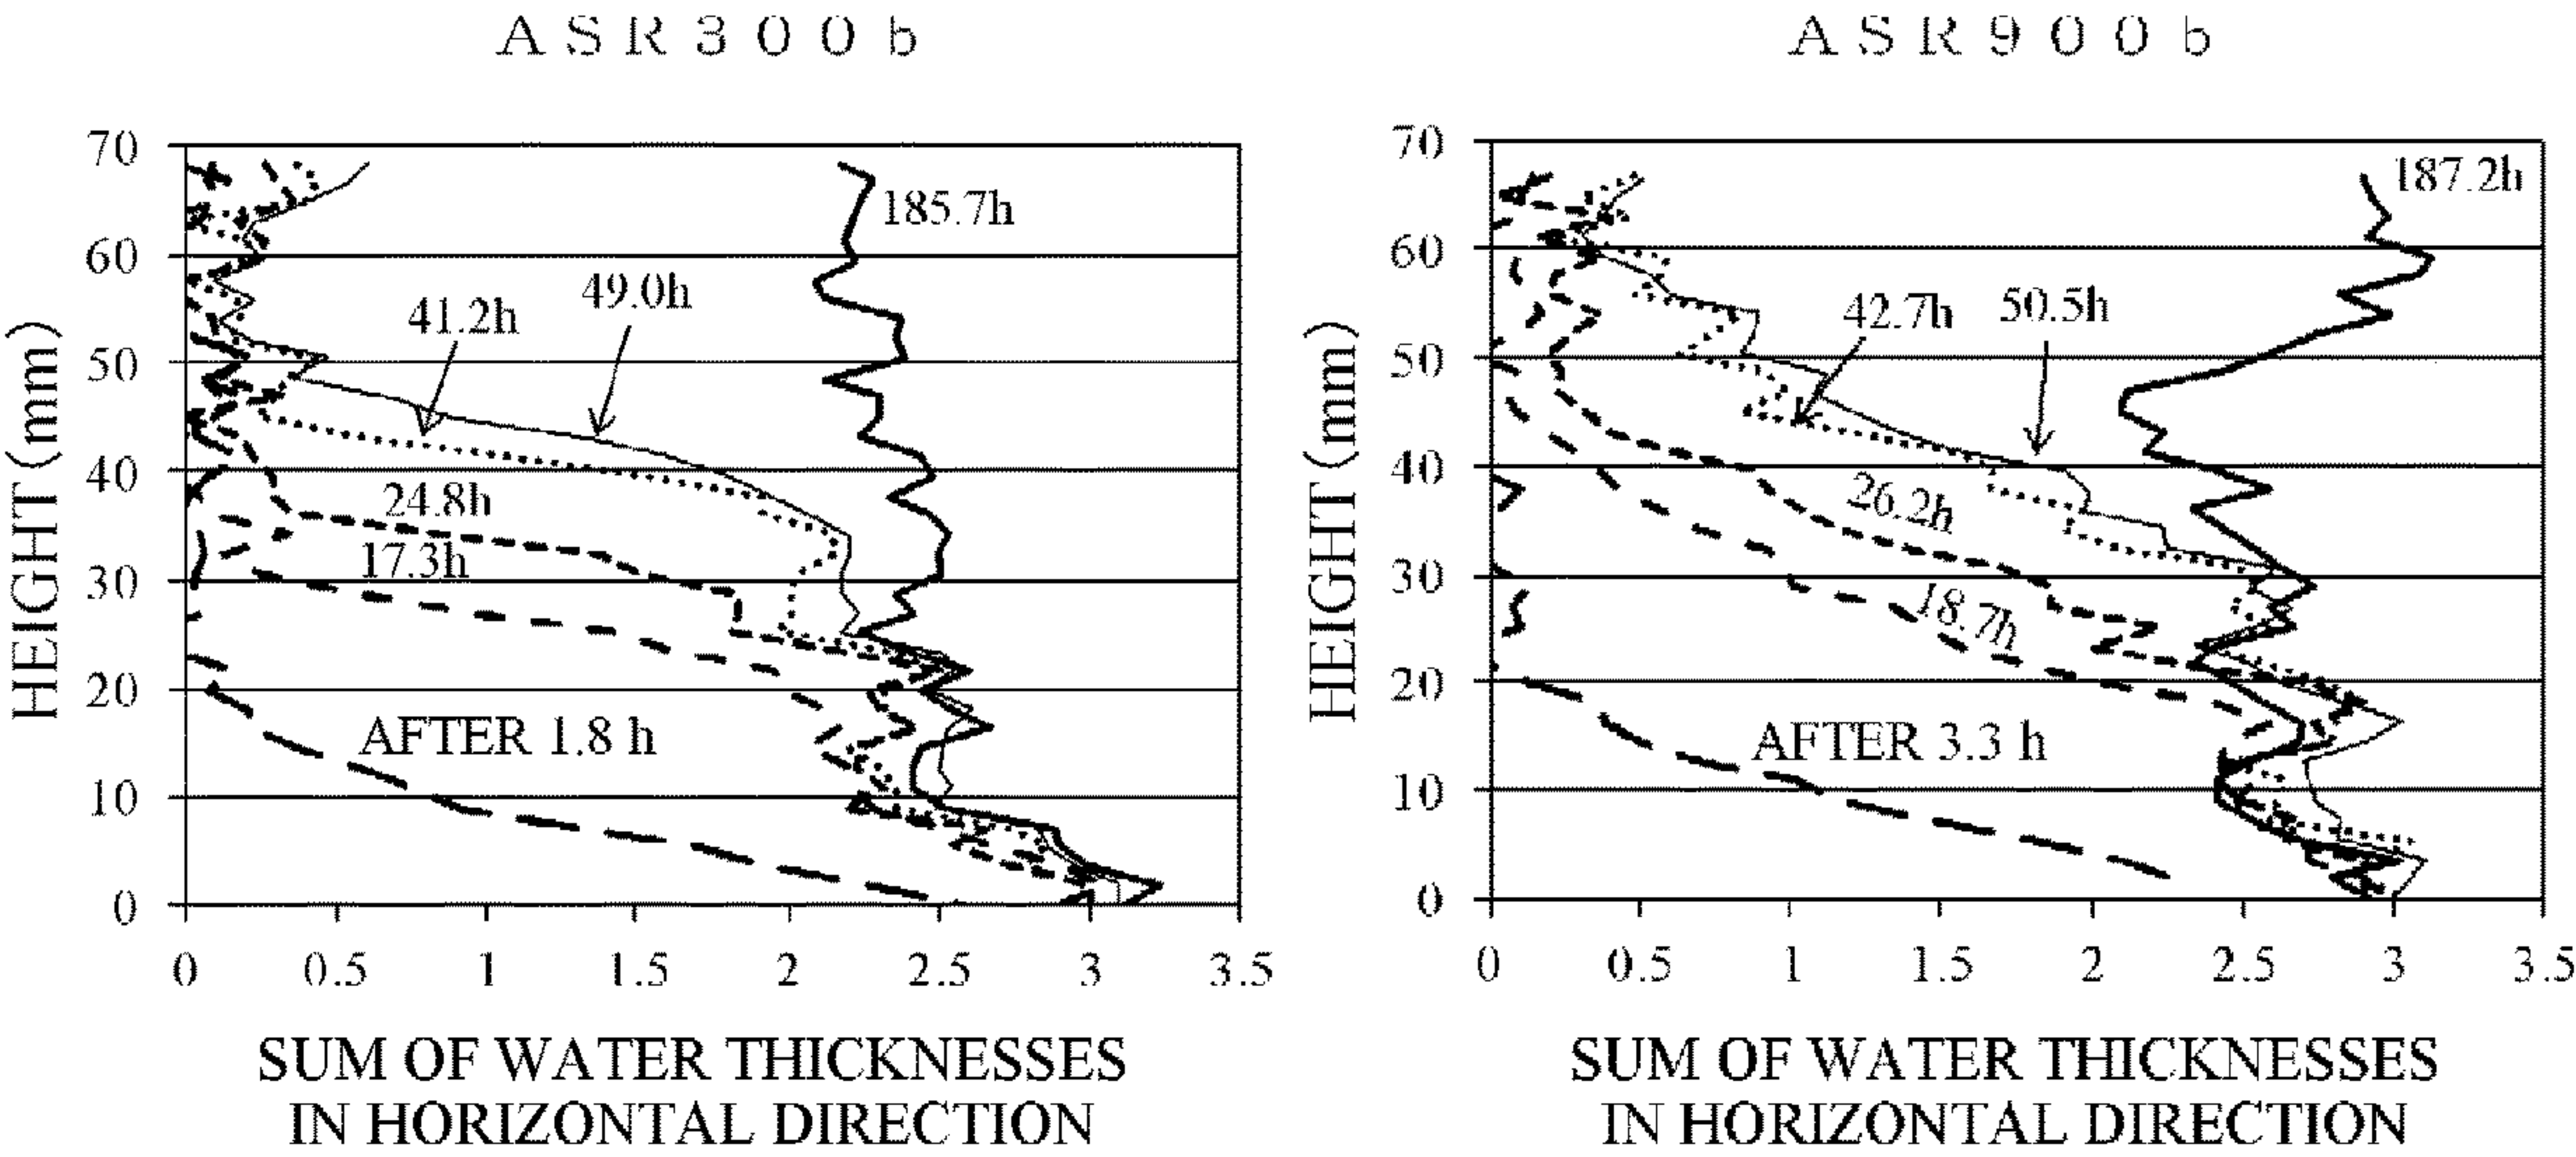 ASR300b
70
60
50
40
30
20
10
0
HEIGHT (mm)
185.7h
49.0h
41.2h
24.8h
17.3h
AFTER 1.8 h
0 0.5 1 1.5 2 2.5 3 3.5
SUM OF WATER THICKNESSES
IN HORIZONTAL DIRECTION
ASR900b
70
60
50
40
30
20
10
0
HEIGHT (mm)
187.2h
50.5h
42.7h
26.2h
18.7h
AFTER 3.3 h
0 0.5 1 1.5 2 2.5 3 3.5
SUM OF WATER THICKNESSES
IN HORIZONTAL DIRECTION